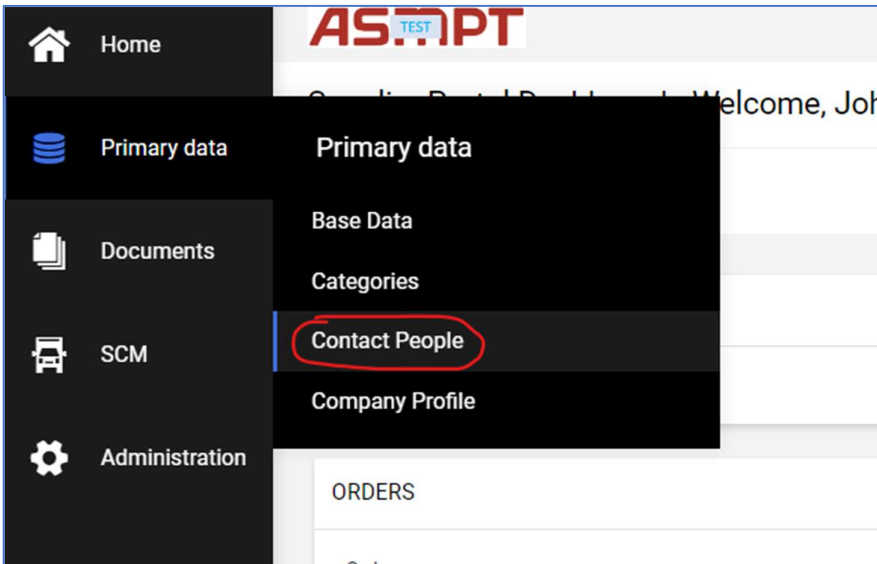 Home
ASMPT
TEST
Welcome, Joh
Primary data
Primary data
Base Data
Documents
Categories
Contact People
SCM
Company Profile
Administration
ORDERS